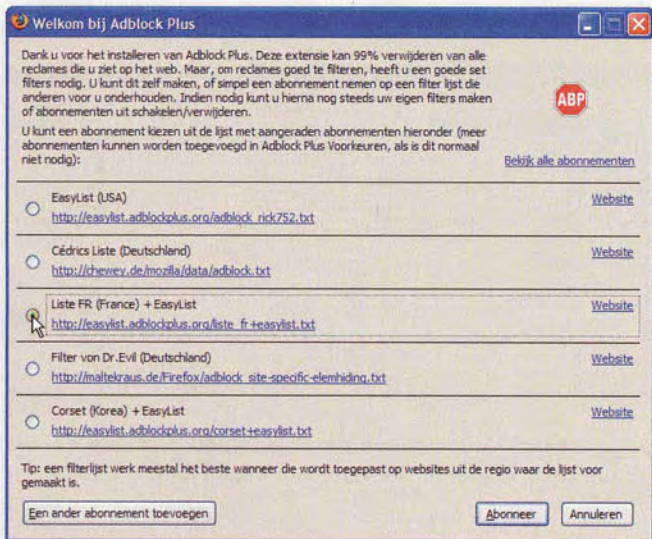 Welkom bij Adblock Plus
Dank u voor het installeren van Adblock Plus. Deze extensie kan 99% verwijderen van alle
reclames die u ziet op het web. Maar, om reclames goed te filteren, heeft u een goede set
filters nodig. U kunt dit zelf maken, of simpel een abonnement nemen op een filter lijst die
anderen voor u onderhouden. Indien nodig kunt u hierna nog steeds uw eigen filters maken
of abonnementen uit schakelen/verwijderen.
ABP
U kunt een abonnement kiezen uit de lijst met aangeraden abonnementen hieronder (meer
abonnementen kunnen worden toegevoegd in Adblock Plus Voorkeuren, als is dit normaal
niet nodig):
Bekijk alle abonnementen
EasyList (USA)
Website
http://easylist.adblockplus.org/adblock_rick752.txt
Cédrics Liste (Deutschland)
Website
http://chewey.de/mozilla/data/adblock.txt
Liste FR (France) + EasyList
Website
http://easylist.adblockplus.org/liste_fr+easylist.txt
Filter von Dr.Evil (Deutschland)
Website
http://maltekraus.de/Firefox/adblock_site-specific-elemhiding.txt
Corset (Korea) + EasyList
Website
http://easylist.adblockplus.org/corset+easylist.txt
Tip: een filterlijst werk meestal het beste wanneer die wordt toegepast op websites uit de regio waar de lijst voor
gemaakt is.
Een ander abonnement toevoegen
Abonneer
Annuleren